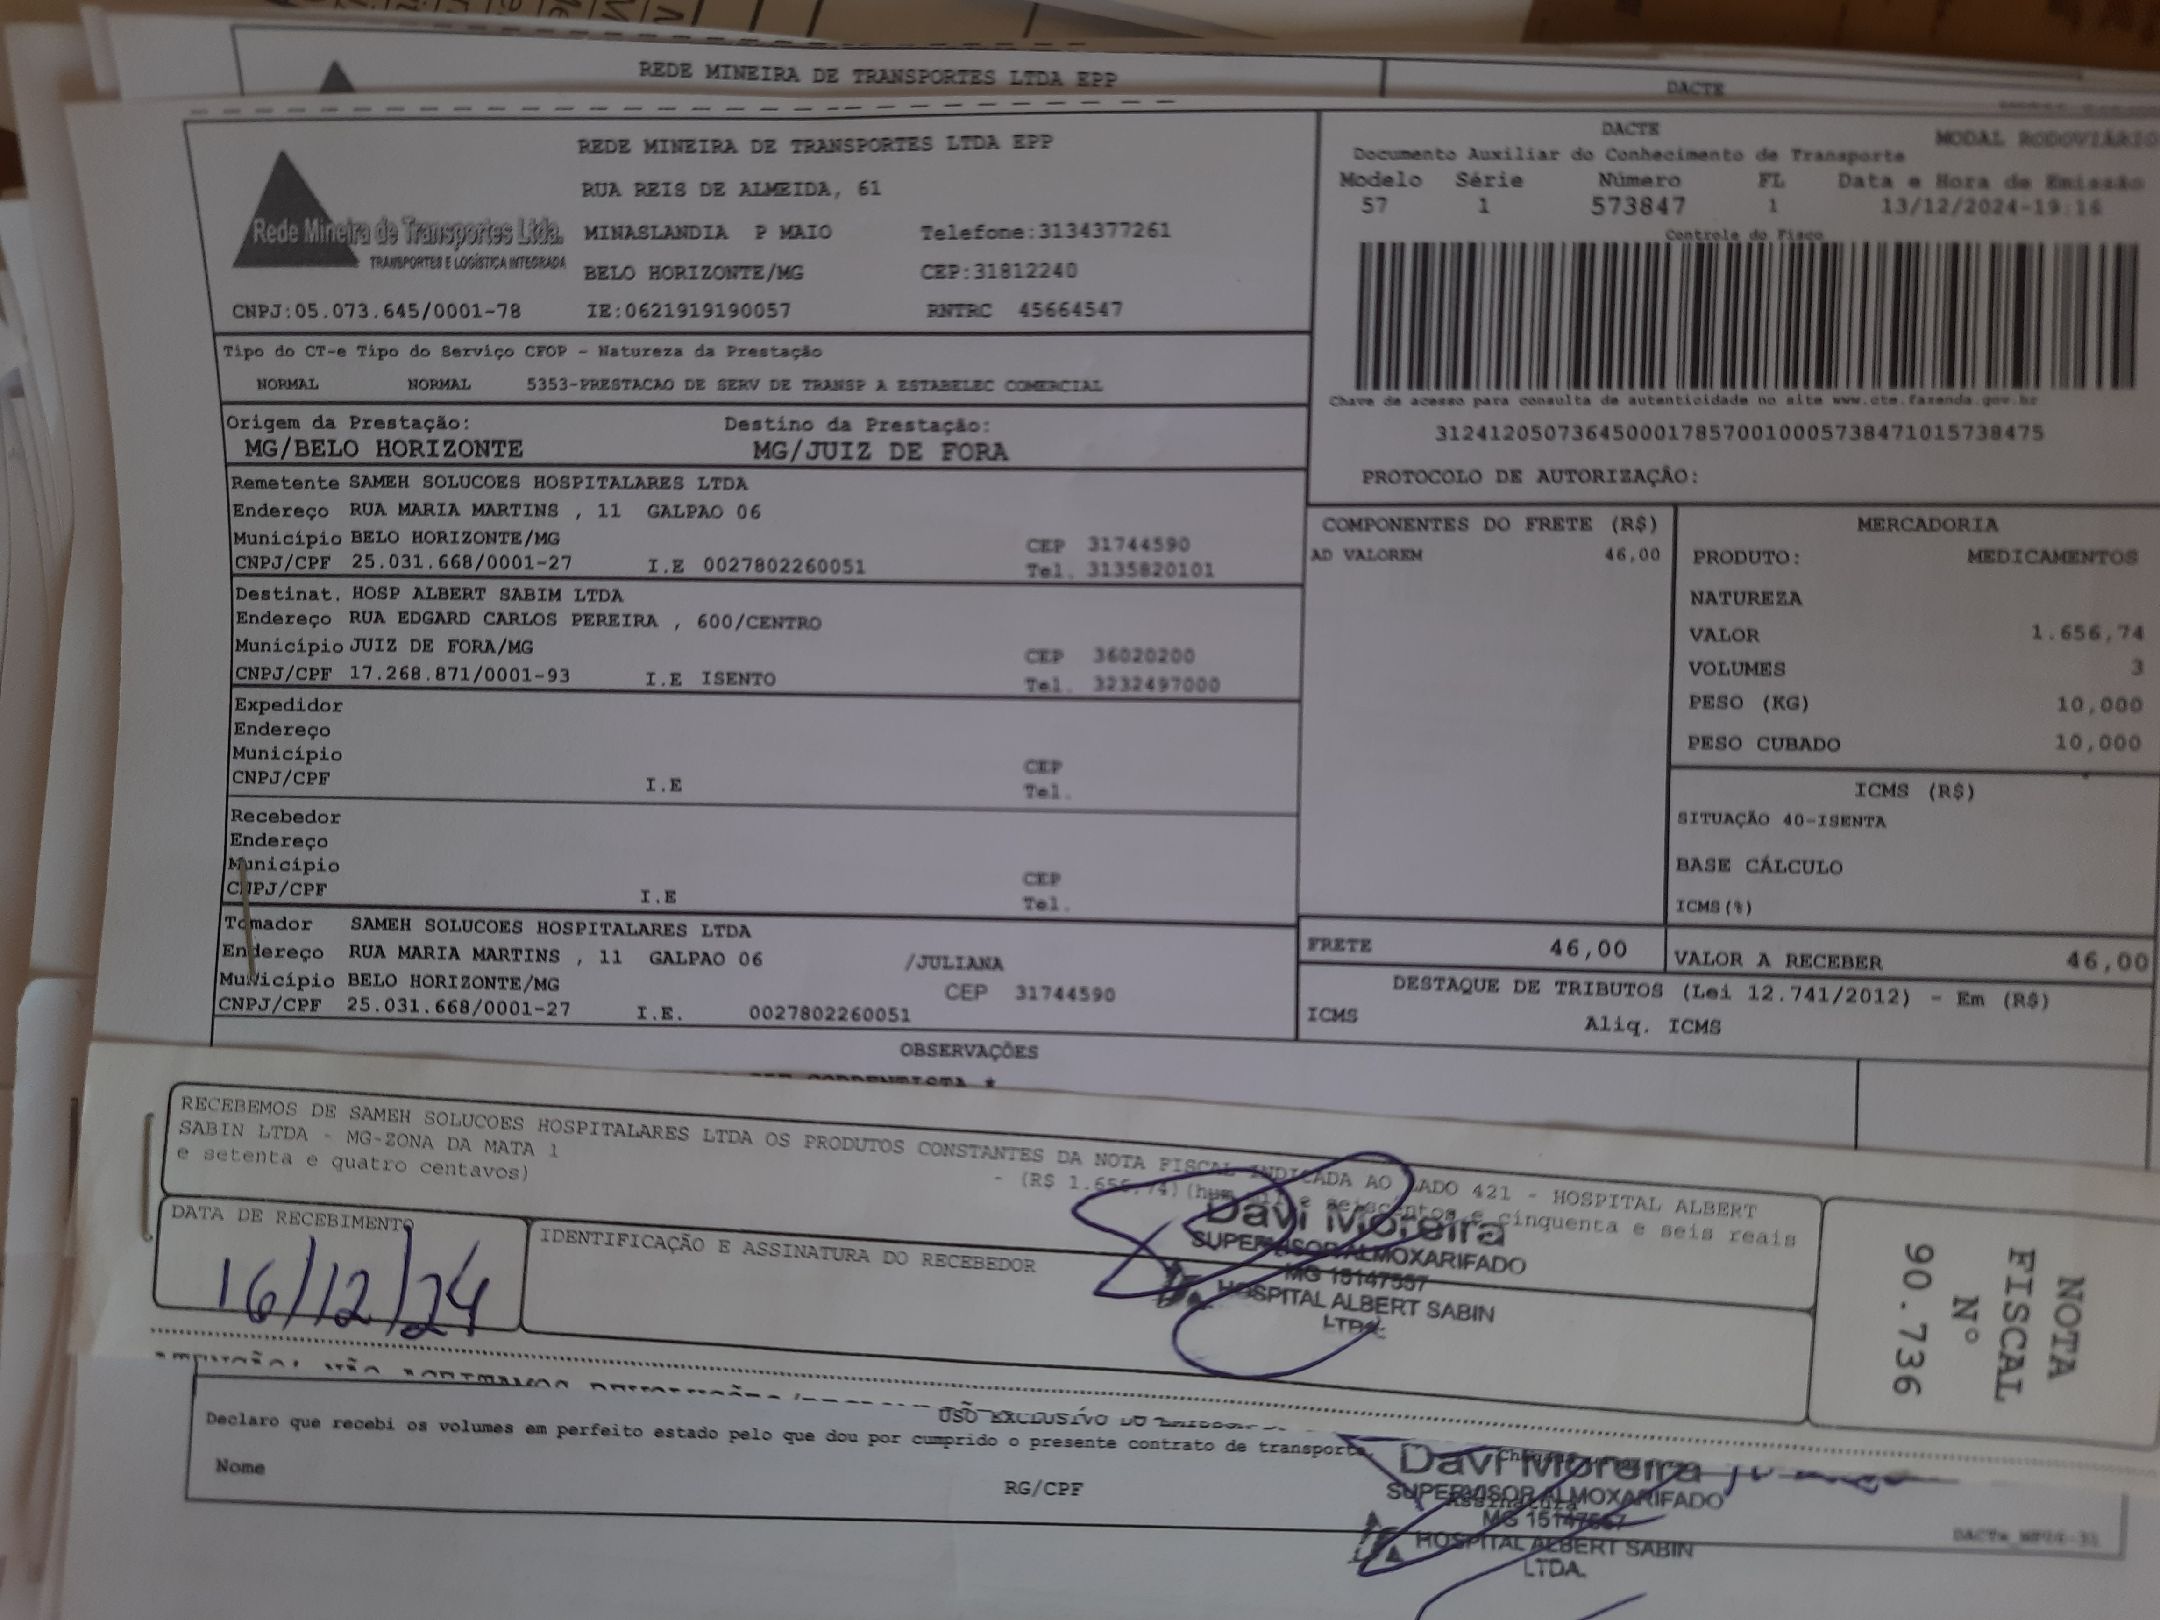 REDE MINEIRA DE TRANSPORTES LTDA EPP
DACTE
REDE MINEIRA DE TRANSPORTES LTDA EPP
RUA REIS DE ALMEIDA, 61
MINASLANDIA P MAIO Telefone:3134377261
BELO HORIZONTE/MG CEP:31812240
Rede Mineira de Transportes Ltda.
TRANSPORTES E LOGÍSTICA INTEGRADA
CNPJ:05.073.645/0001-78 IE:0621919190057 RNTRC 45664547
DACTE MODAL RODOVIÁRIO
Documento Auxiliar do Conhecimento de Transporte
Modelo Série Número FL Data e Hora de Emissão
57 1 573847 1 13/12/2024-19:16
Controle do Fisco
Chave de acesso para consulta de autenticidade no site www.cte.fazenda.gov.br
31241205073645000178570010005738471015738475
PROTOCOLO DE AUTORIZAÇÃO:
Tipo do CT-e Tipo do Serviço CFOP - Natureza da Prestação
NORMAL NORMAL 5353-PRESTACAO DE SERV DE TRANSP A ESTABELEC COMERCIAL
Origem da Prestação: Destino da Prestação:
MG/BELO HORIZONTE MG/JUIZ DE FORA
Remetente SAMEH SOLUCOES HOSPITALARES LTDA
Endereço RUA MARIA MARTINS , 11 GALPAO 06
Município BELO HORIZONTE/MG CEP 31744590
CNPJ/CPF 25.031.668/0001-27 I.E 0027802260051 Tel. 3135820101
Destinat. HOSP ALBERT SABIM LTDA
Endereço RUA EDGARD CARLOS PEREIRA , 600/CENTRO
Município JUIZ DE FORA/MG CEP 36020200
CNPJ/CPF 17.268.871/0001-93 I.E ISENTO Tel. 3232497000
Expedidor
Endereço
Município CEP
CNPJ/CPF I.E Tel.
Recebedor
Endereço
Município CEP
CNPJ/CPF I.E Tel.
Tomador SAMEH SOLUCOES HOSPITALARES LTDA
Endereço RUA MARIA MARTINS , 11 GALPAO 06 /JULIANA
Município BELO HORIZONTE/MG CEP 31744590
CNPJ/CPF 25.031.668/0001-27 I.E. 0027802260051
COMPONENTES DO FRETE (R$)
AD VALOREM 46,00
MERCADORIA
PRODUTO: MEDICAMENTOS
NATUREZA
VALOR 1.656,74
VOLUMES 3
PESO (KG) 10,000
PESO CUBADO 10,000
ICMS (R$)
SITUAÇÃO 40-ISENTA
BASE CÁLCULO
ICMS(%)
FRETE 46,00 VALOR A RECEBER 46,00
DESTAQUE DE TRIBUTOS (Lei 12.741/2012) - Em (R$)
ICMS Aliq. ICMS
OBSERVAÇÕES
RECEBEMOS DE SAMEH SOLUCOES HOSPITALARES LTDA OS PRODUTOS CONSTANTES DA NOTA FISCAL INDICADA AO LADO 421 - HOSPITAL ALBERT
SABIN LTDA - MG-ZONA DA MATA 1 - (R$ 1.656,74)(hum mil e seiscentos e cinquenta e seis reais
e setenta e quatro centavos)
DATA DE RECEBIMENTO
16/12/24
IDENTIFICAÇÃO E ASSINATURA DO RECEBEDOR
Davi Moreira
SUPERVISOR ALMOXARIFADO
MG 15147557
HOSPITAL ALBERT SABIN
LTDA.
NOTA
FISCAL
Nº
90.736
USO EXCLUSIVO DO
Declaro que recebi os volumes em perfeito estado pelo que dou por cumprido o presente contrato de transporte.
Nome RG/CPF Assinatura
Davi Moreira
SUPERVISOR ALMOXARIFADO
MG 15147557
HOSPITAL ALBERT SABIN
LTDA.